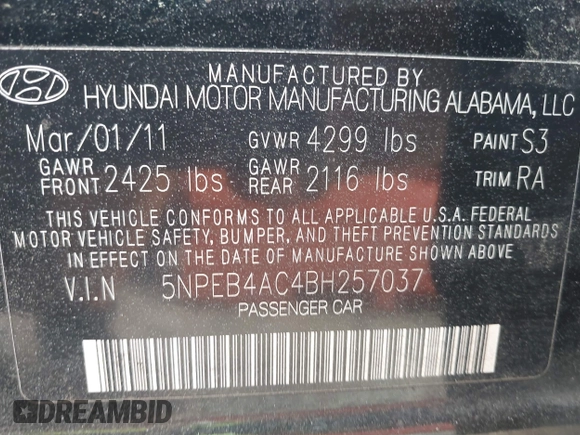 MANUFACTURED BY
HYUNDAI MOTOR MANUFACTURING ALABAMA, LLC
Mar/01/11 GVWR 4299 lbs PAINT S3
GAWR FRONT 2425 lbs GAWR REAR 2116 lbs TRIM RA
THIS VEHICLE CONFORMS TO ALL APPLICABLE U.S.A. FEDERAL
MOTOR VEHICLE SAFETY, BUMPER, AND THEFT PREVENTION STANDARDS
IN EFFECT ON THE DATE OF MANUFACTURE SHOWN ABOVE.
V.I.N 5NPEB4AC4BH257037
PASSENGER CAR
DREAMBID